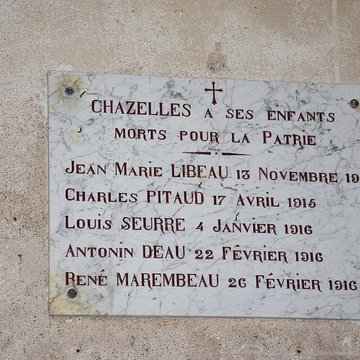 CHAZELLES A SES ENFANTS
MORTS POUR LA PATRIE
JEAN MARIE LIBEAU 13 NOVEMBRE 19
CHARLES PITAUD 17 AVRIL 1915
LOUIS SEURRE 4 JANVIER 1916
ANTONIN DEAU 22 FÉVRIER 1916
RENÉ MAREMBEAU 26 FÉVRIER 1916